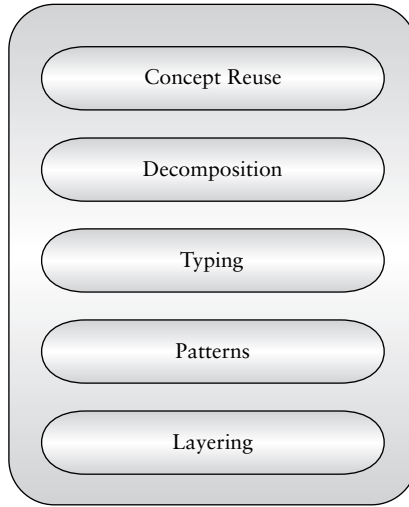 Concept Reuse
Decomposition
Typing
Patterns
Layering